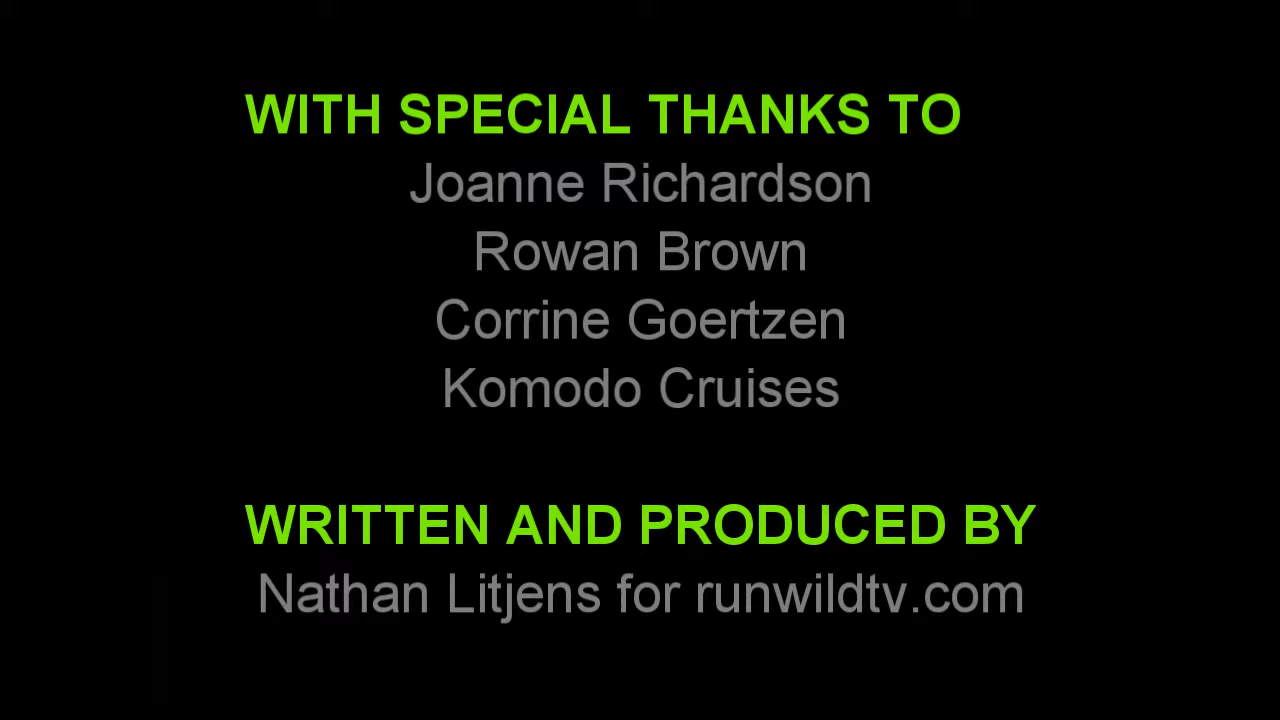 WITH SPECIAL THANKS TO
Joanne Richardson
Rowan Brown
Corrine Goertzen
Komodo Cruises
WRITTEN AND PRODUCED BY
Nathan Litjens for runwildtv.com